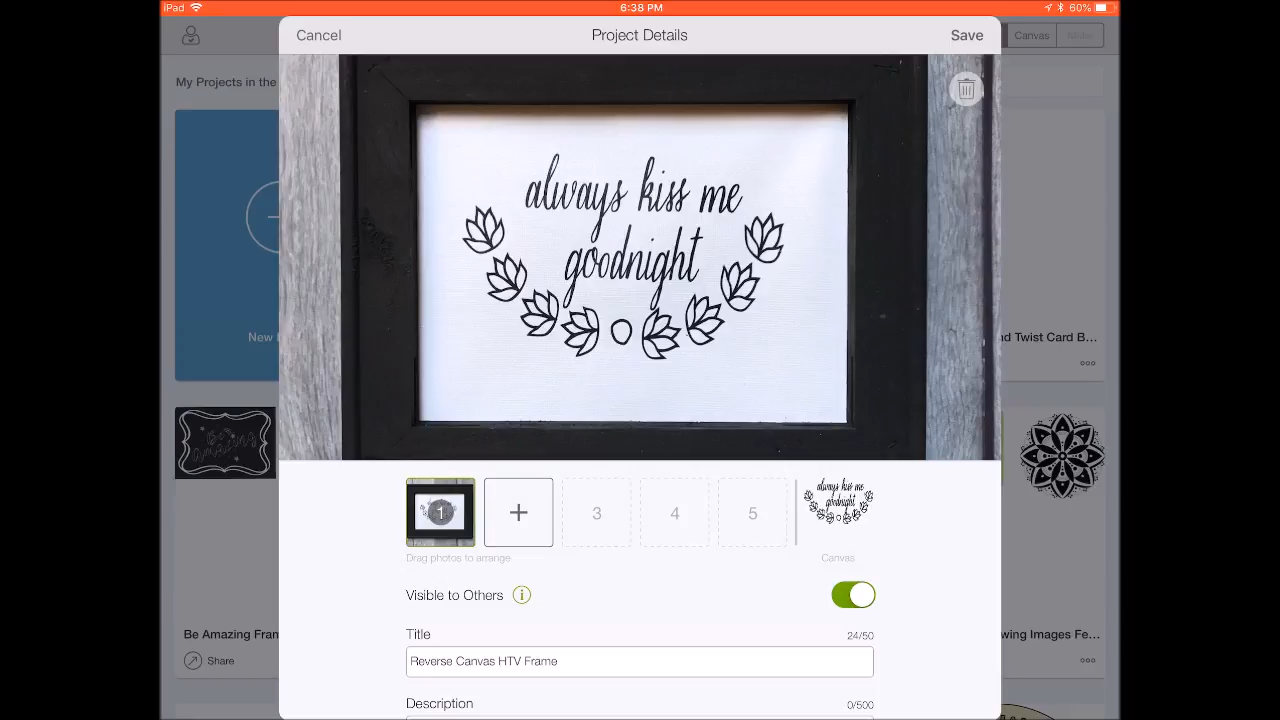 iPad 6:38 PM 60%
Cancel Project Details Save
Canvas
My Projects in the
always kiss me
goodnight
New
nd Twist Card B...
1 + 3 4 5
always kiss me
goodnight
Drag photos to arrange Canvas
Visible to Others i
Title 24/50
Reverse Canvas HTV Frame
Description 0/500
Be Amazing Fran
wing Images Fe...
Share